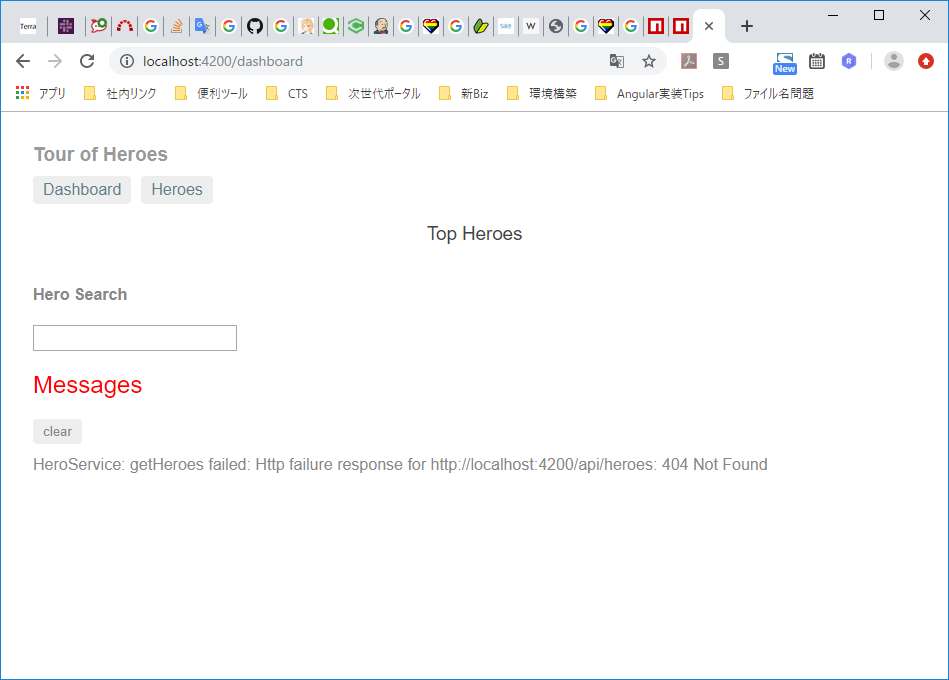 Terra
W
localhost:4200/dashboard
S
New
R
アプリ 社内リンク 便利ツール CTS 次世代ポータル 新Biz 環境構築 Angular実装Tips ファイル名問題
Tour of Heroes
Dashboard Heroes
Top Heroes
Hero Search
Messages
clear
HeroService: getHeroes failed: Http failure response for http://localhost:4200/api/heroes: 404 Not Found